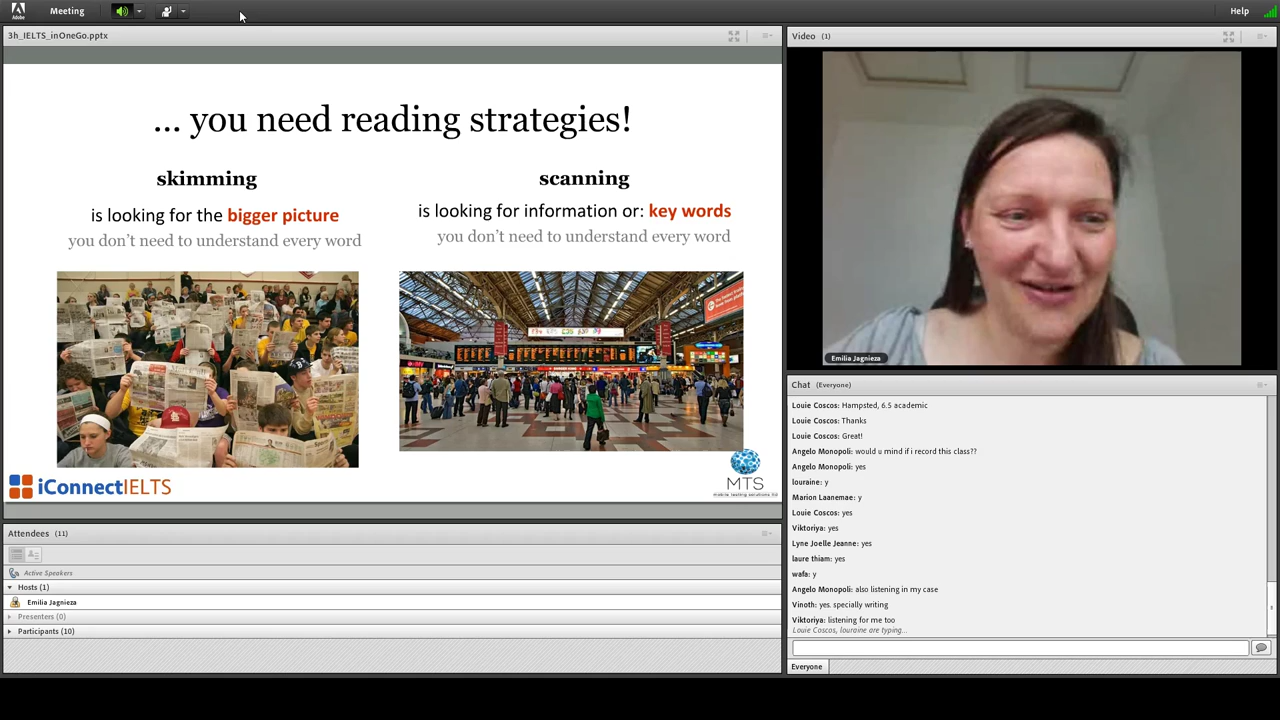 Adobe
Meeting
Help
3h_IELTS_inOneGo.pptx
... you need reading strategies!
skimming
is looking for the bigger picture
you don't need to understand every word
scanning
is looking for information or: key words
you don't need to understand every word
iConnectIELTS
MTS
mobile testing solutions ltd
Attendees (11)
Active Speakers
Hosts (1)
Emilia Jagnieza
Presenters (0)
Participants (10)
Video (1)
Emilia Jagnieza
Chat (Everyone)
Louie Coscos: Hampsted, 6.5 academic
Louie Coscos: Thanks
Louie Coscos: Great!
Angelo Monopoli: would u mind if i record this class??
Angelo Monopoli: yes
louraine: y
Marion Laanemae: y
Louie Coscos: yes
Viktoriya: yes
Lyne Joelle Jeanne: yes
laure thiam: yes
wafa: y
Angelo Monopoli: also listening in my case
Vinoth: yes. specially writing
Viktoriya: listening for me too
Louie Coscos, louraine are typing...
Everyone